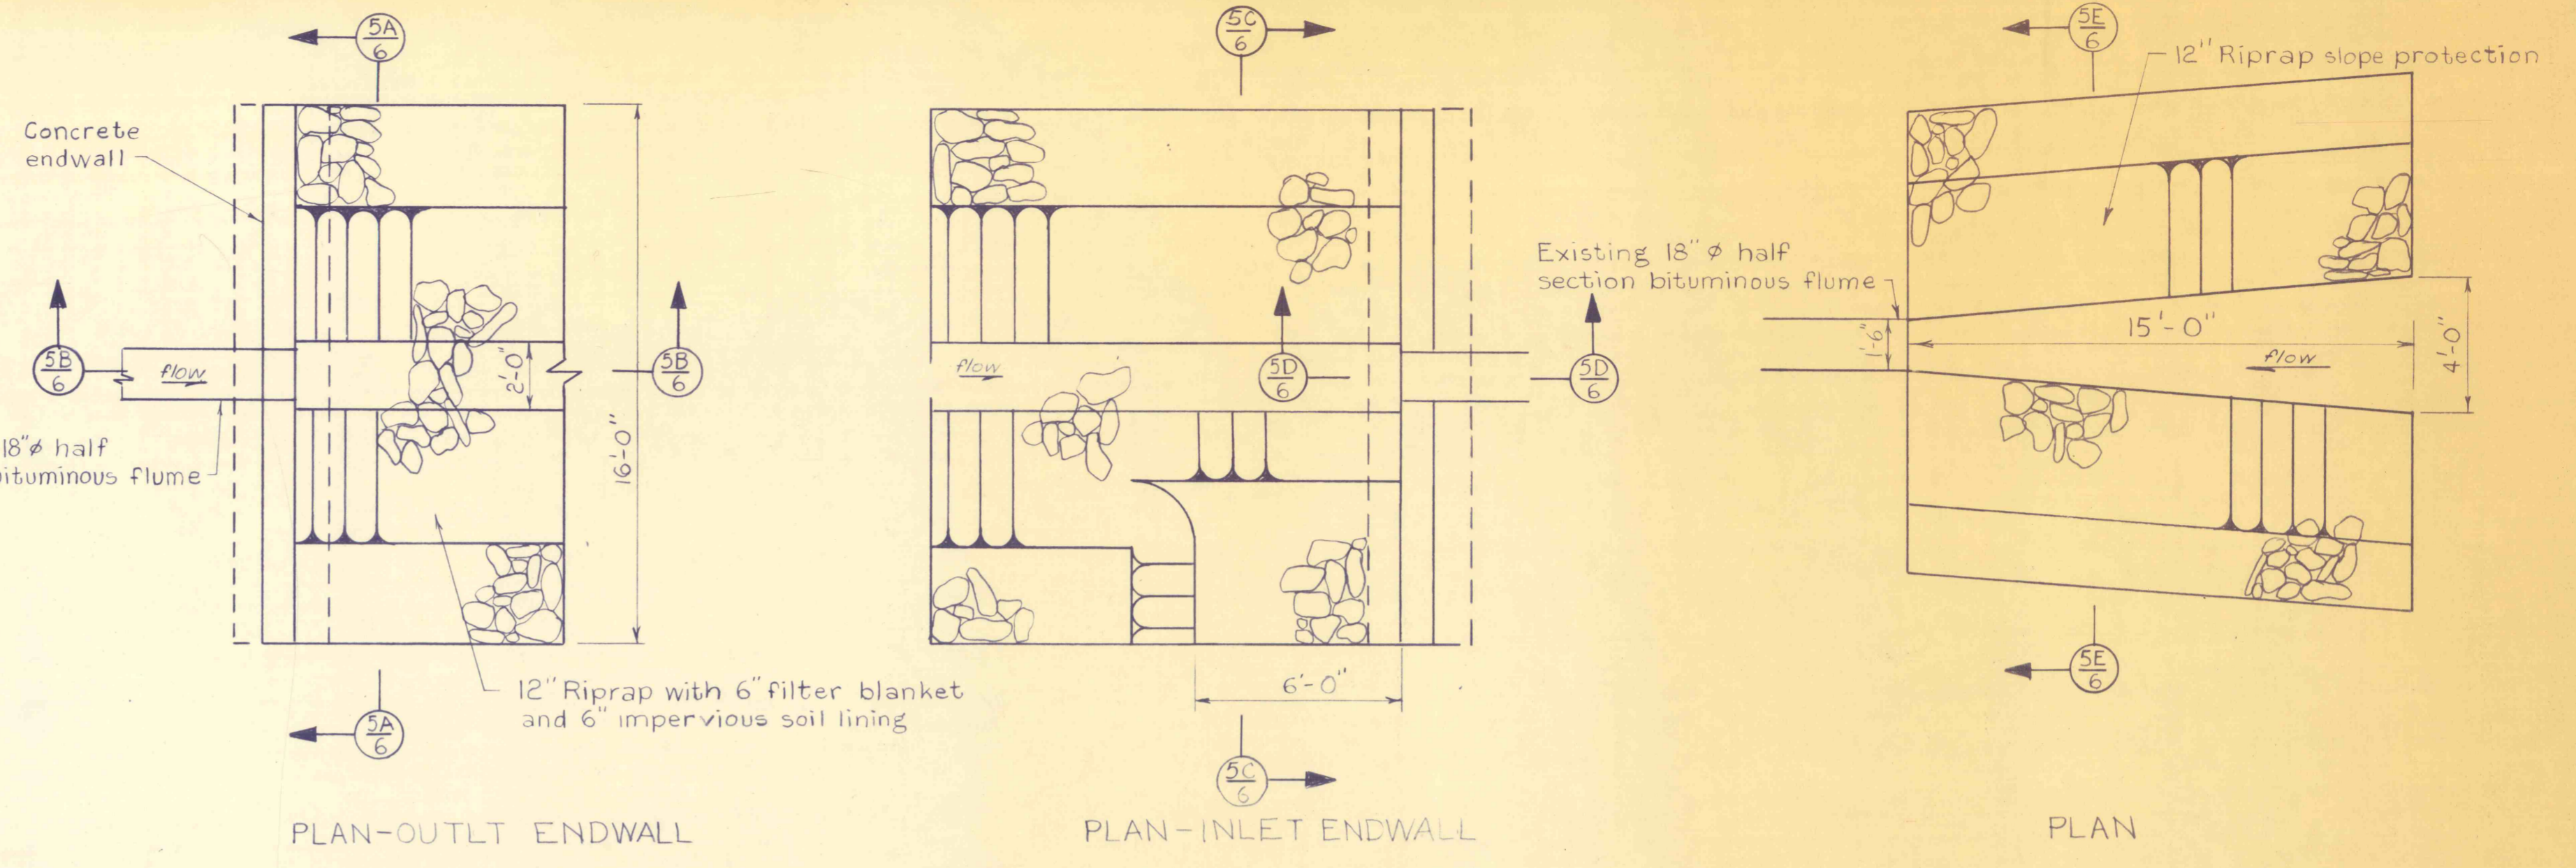 5A
6
Concrete
endwall
5B
6
flow
2'-0"
5B
6
16'-0"
18"ø half
bituminous flume
12" Riprap with 6" filter blanket
and 6" impervious soil lining
5A
6
PLAN-OUTLT ENDWALL
5C
6
flow
5D
6
5D
6
6'-0"
5C
6
PLAN-INLET ENDWALL
5E
6
12" Riprap slope protection
Existing 18" ø half
section bituminous flume
1'-6"
15'-0"
flow
4'-0"
5E
6
PLAN